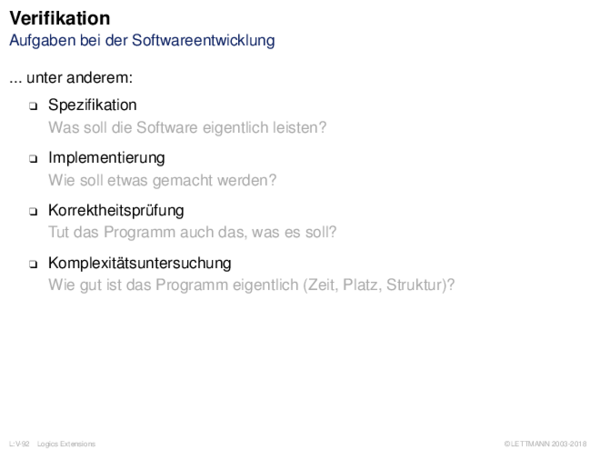 Verifikation
Aufgaben bei der Softwareentwicklung
... unter anderem:
❑ Spezifikation
Was soll die Software eigentlich leisten?
❑ Implementierung
Wie soll etwas gemacht werden?
❑ Korrektheitsprüfung
Tut das Programm auch das, was es soll?
❑ Komplexitätsuntersuchung
Wie gut ist das Programm eigentlich (Zeit, Platz, Struktur)?
L:V-92 Logics Extensions
©LETTMANN 2003-2018